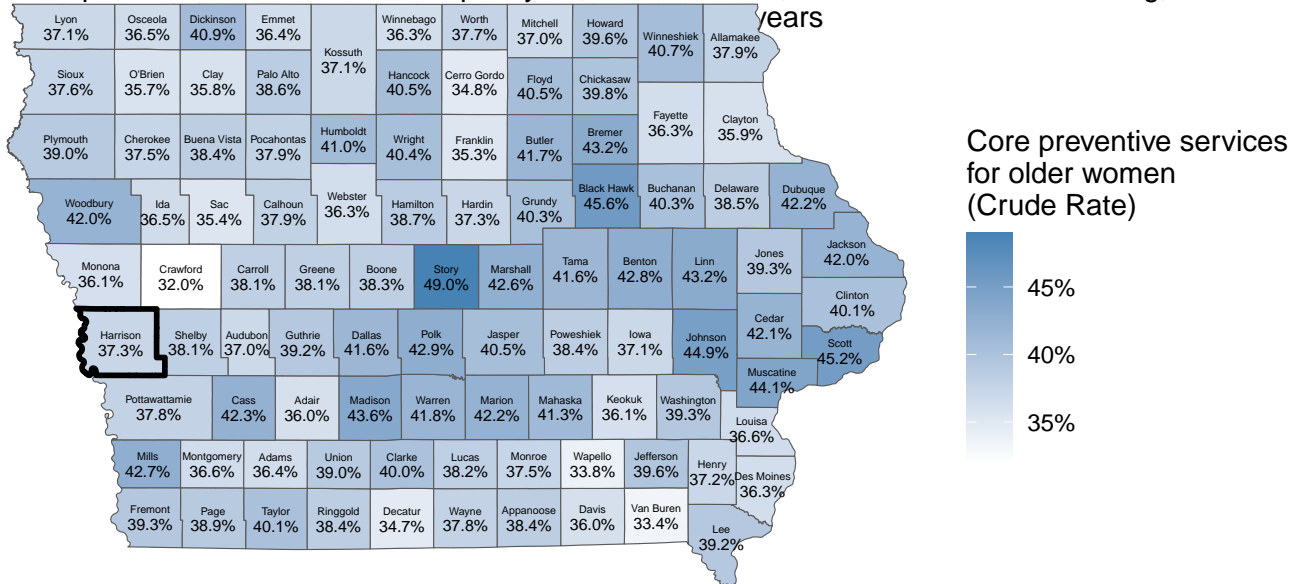 years
Lyon Osceola Dickinson Emmet Winnebago Worth Mitchell Howard
37.1% 36.5% 40.9% 36.4% 36.3% 37.7% 37.0% 39.6%
Kossuth Winneshiek Allamakee
37.1% 40.7% 37.9%
Sioux O'Brien Clay Palo Alto Hancock Cerro Gordo Floyd Chickasaw
37.6% 35.7% 35.8% 38.6% 40.5% 34.8% 40.5% 39.8%
Fayette Clayton
36.3% 35.9%
Plymouth Cherokee Buena Vista Pocahontas Humboldt Wright Franklin Butler Bremer
39.0% 37.5% 38.4% 37.9% 41.0% 40.4% 35.3% 41.7% 43.2%
Woodbury Ida Sac Calhoun Webster Hamilton Hardin Grundy Black Hawk Buchanan Delaware Dubuque
42.0% 36.5% 35.4% 37.9% 36.3% 38.7% 37.3% 40.3% 45.6% 40.3% 38.5% 42.2%
Monona Crawford Carroll Greene Boone Story Marshall Tama Benton Linn Jones Jackson
36.1% 32.0% 38.1% 38.1% 38.3% 49.0% 42.6% 41.6% 42.8% 43.2% 39.3% 42.0%
Clinton
40.1%
Harrison Shelby Audubon Guthrie Dallas Polk Jasper Poweshiek Iowa Johnson Cedar Scott
37.3% 38.1% 37.0% 39.2% 41.6% 42.9% 40.5% 38.4% 37.1% 44.9% 42.1% 45.2%
Muscatine
44.1%
Pottawattamie Cass Adair Madison Warren Marion Mahaska Keokuk Washington Louisa
37.8% 42.3% 36.0% 43.6% 41.8% 42.2% 41.3% 36.1% 39.3% 36.6%
Mills Montgomery Adams Union Clarke Lucas Monroe Wapello Jefferson Henry Des Moines
42.7% 36.6% 36.4% 39.0% 40.0% 38.2% 37.5% 33.8% 39.6% 37.2% 36.3%
Fremont Page Taylor Ringgold Decatur Wayne Appanoose Davis Van Buren Lee
39.3% 38.9% 40.1% 38.4% 34.7% 37.8% 38.4% 36.0% 33.4% 39.2%
Core preventive services
for older women
(Crude Rate)
45%
40%
35%